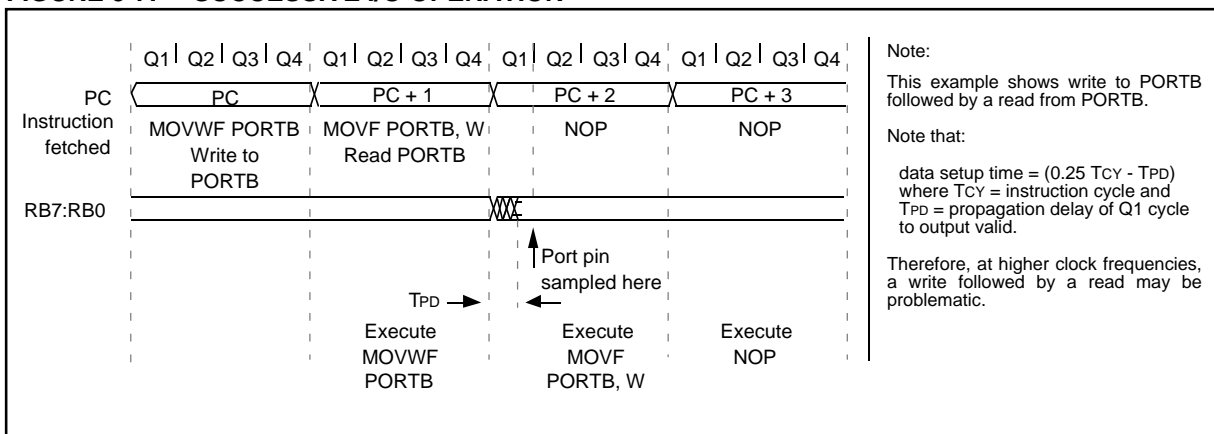 Q1 Q2 Q3 Q4 Q1 Q2 Q3 Q4 Q1 Q2 Q3 Q4 Q1 Q2 Q3 Q4
PC PC PC + 1 PC + 2 PC + 3
Instruction fetched
MOVWF PORTB
Write to
PORTB
MOVF PORTB, W
Read PORTB
NOP
NOP
RB7:RB0
Port pin
sampled here
TPD
Execute
MOVWF
PORTB
Execute
MOVF
PORTB, W
Execute
NOP
Note:
This example shows write to PORTB
followed by a read from PORTB.
Note that:
data setup time = (0.25 TCY - TPD)
where TCY = instruction cycle and
TPD = propagation delay of Q1 cycle
to output valid.
Therefore, at higher clock frequencies,
a write followed by a read may be
problematic.